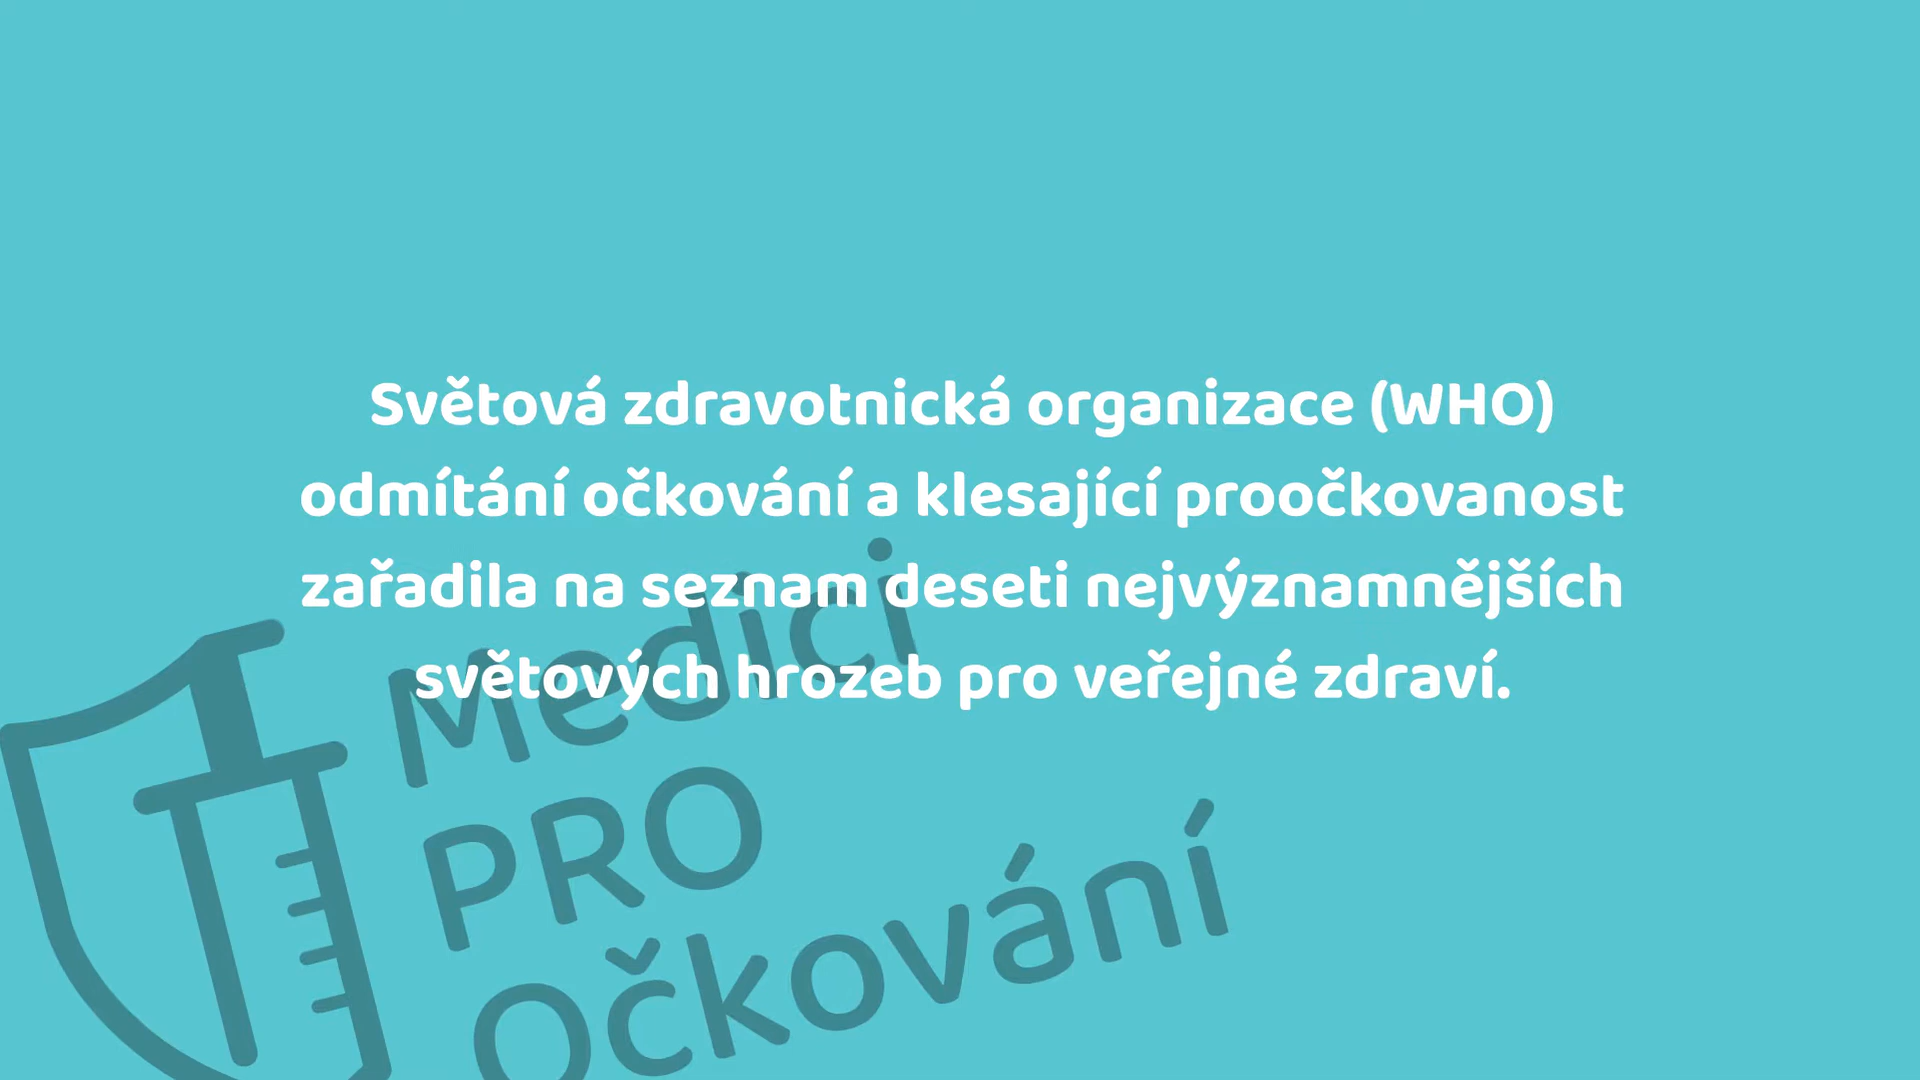 Světová zdravotnická organizace (WHO)
odmítání očkování a klesající proočkovanost
zařadila na seznam deseti nejvýznamnějších
světových hrozeb pro veřejné zdraví.
Medici
PRO
Očkování